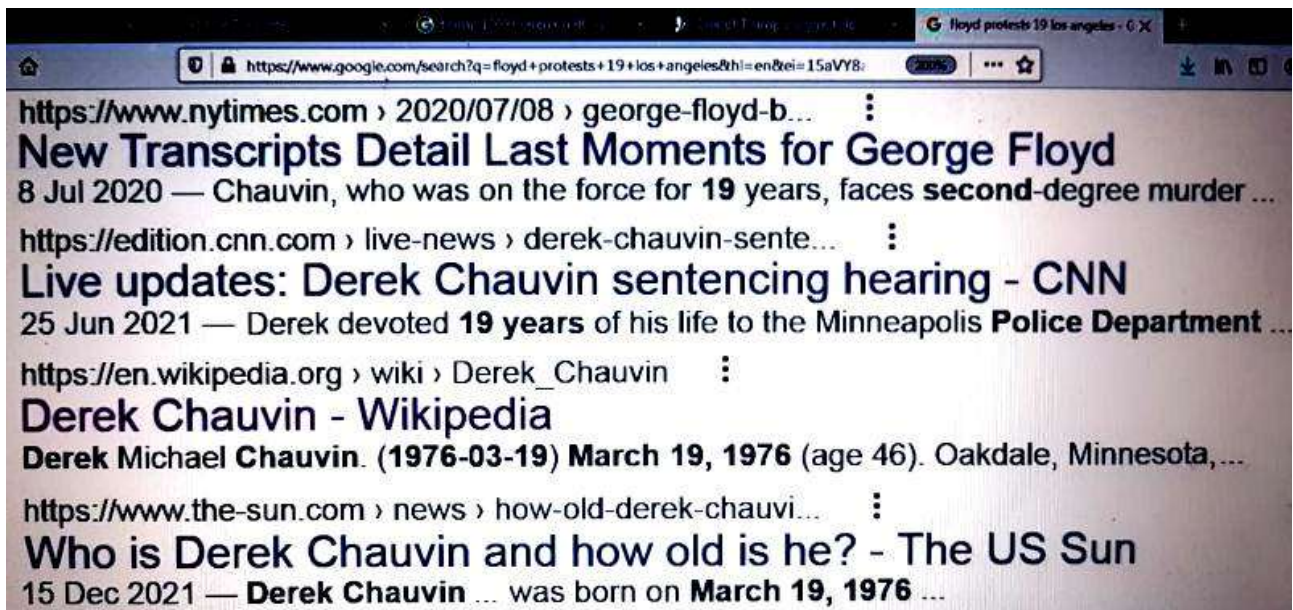 floyd protests 19 los angeles - G
https://www.google.com/search?q=floyd+protests+19+los+angeles&hl=en&ei=15aVY8
200%
https://www.nytimes.com › 2020/07/08 › george-floyd-b...
New Transcripts Detail Last Moments for George Floyd
8 Jul 2020 — Chauvin, who was on the force for 19 years, faces second-degree murder ...
https://edition.cnn.com › live-news › derek-chauvin-sente...
Live updates: Derek Chauvin sentencing hearing - CNN
25 Jun 2021 — Derek devoted 19 years of his life to the Minneapolis Police Department ...
https://en.wikipedia.org › wiki › Derek_Chauvin
Derek Chauvin - Wikipedia
Derek Michael Chauvin. (1976-03-19) March 19, 1976 (age 46). Oakdale, Minnesota,...
https://www.the-sun.com › news › how-old-derek-chauvi...
Who is Derek Chauvin and how old is he? - The US Sun
15 Dec 2021 — Derek Chauvin ... was born on March 19, 1976 ...